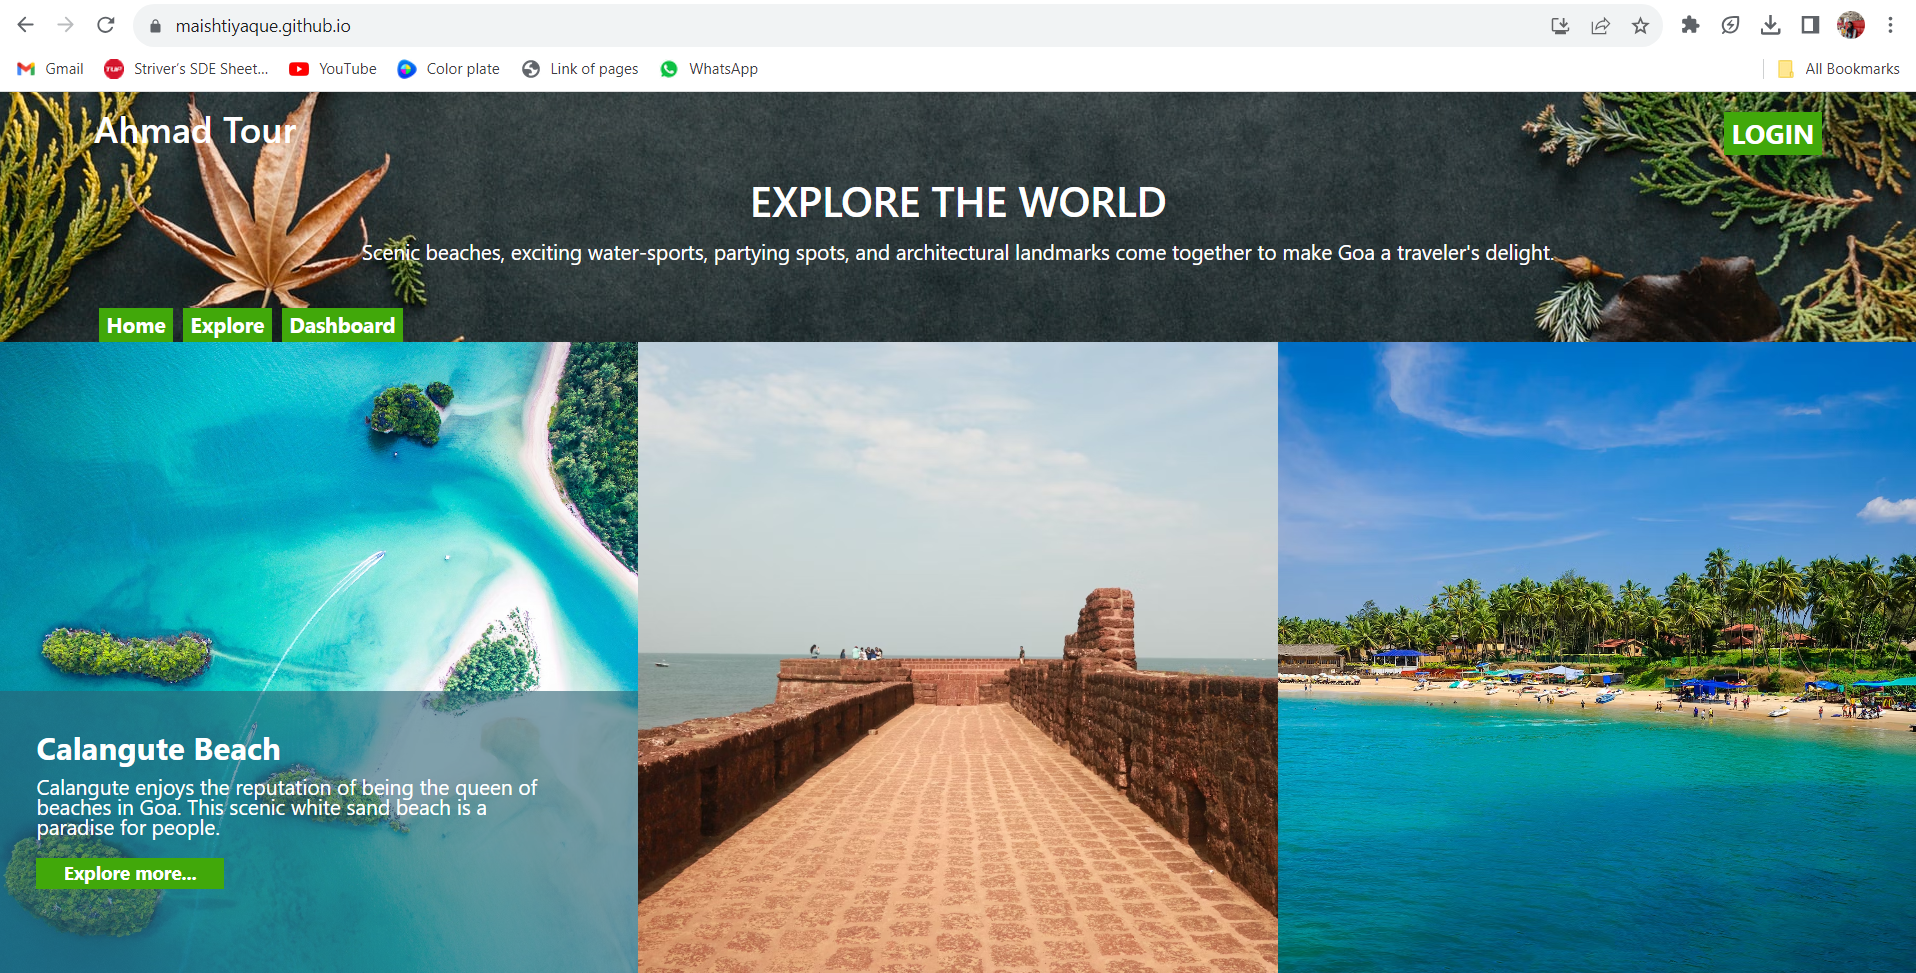 maishtiyaque.github.io
Gmail
TUF
Striver's SDE Sheet...
YouTube
Color plate
Link of pages
WhatsApp
All Bookmarks
Ahmad Tour
LOGIN
EXPLORE THE WORLD
Scenic beaches, exciting water-sports, partying spots, and architectural landmarks come together to make Goa a traveler's delight.
Home
Explore
Dashboard
Calangute Beach
Calangute enjoys the reputation of being the queen of
beaches in Goa. This scenic white sand beach is a
paradise for people.
Explore more...